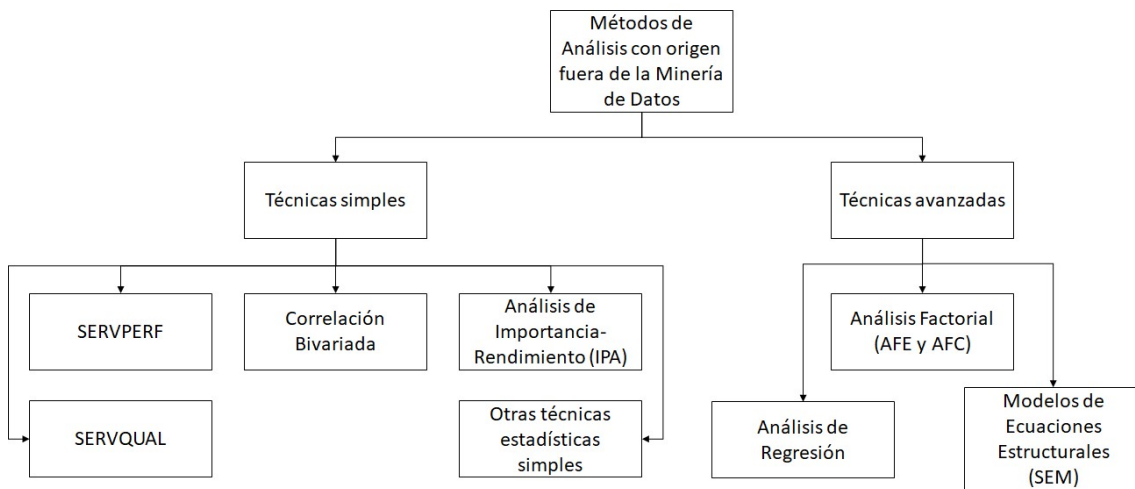 Métodos de
Análisis con origen
fuera de la Minería
de Datos
Técnicas simples
Técnicas avanzadas
SERVPERF
Correlación
Bivariada
Análisis de
Importancia-
Rendimiento (IPA)
Análisis Factorial
(AFE y AFC)
SERVQUAL
Otras técnicas
estadísticas
simples
Análisis de
Regresión
Modelos de
Ecuaciones
Estructurales
(SEM)